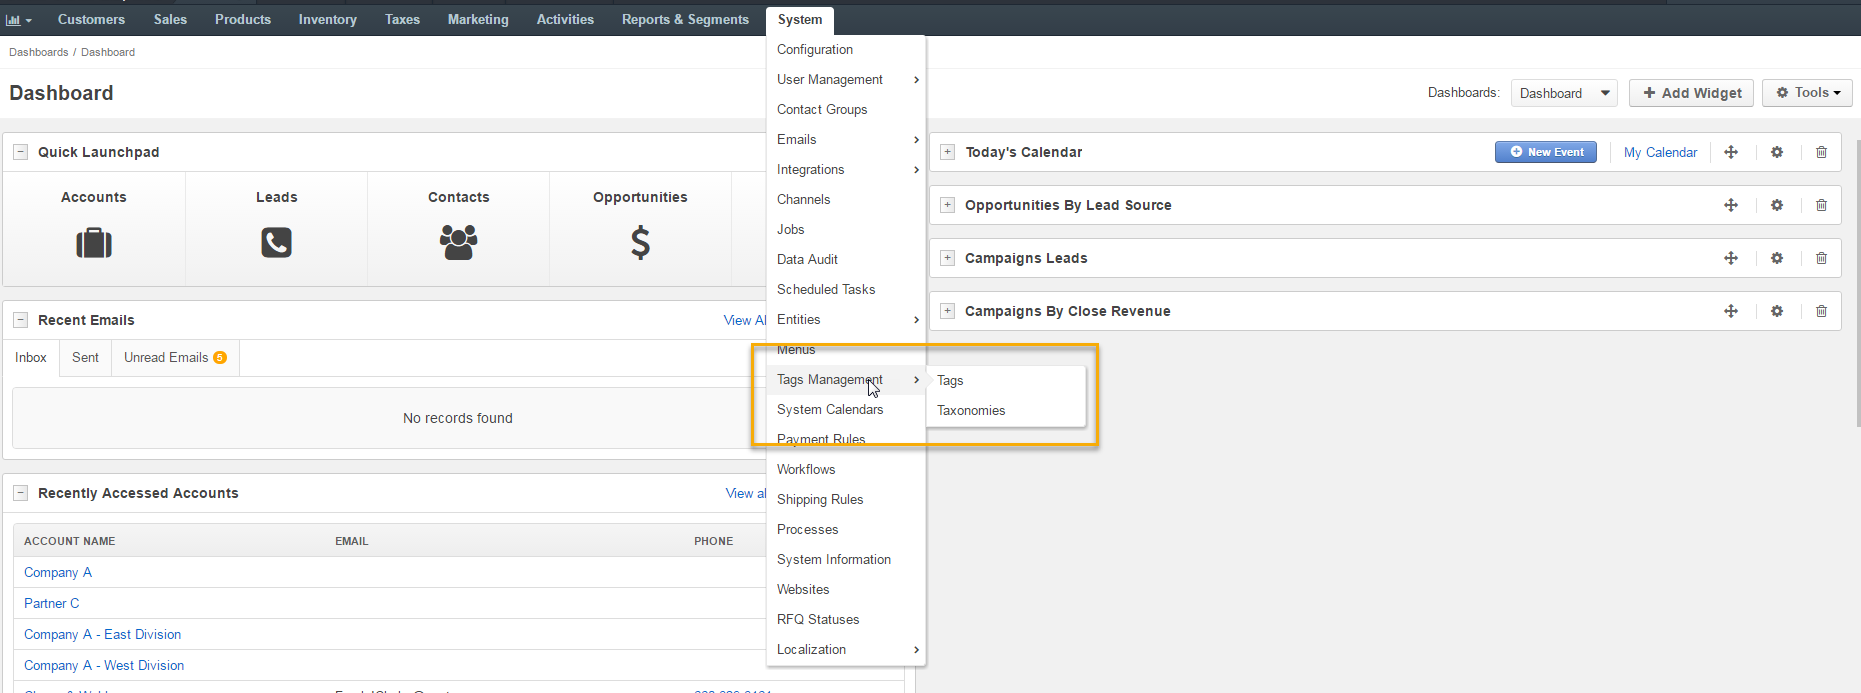 Customers Sales Products Inventory Taxes Marketing Activities Reports & Segments System
Dashboards / Dashboard
Dashboard
Dashboards: Dashboard Add Widget Tools
Configuration
User Management
Contact Groups
Emails
Integrations
Channels
Jobs
Data Audit
Scheduled Tasks
Entities
Menus
Tags Management
System Calendars
Payment Rules
Workflows
Shipping Rules
Processes
System Information
Websites
RFQ Statuses
Localization
Tags
Taxonomies
Quick Launchpad
Accounts Leads Contacts Opportunities
Recent Emails View Al
Inbox Sent Unread Emails 5
No records found
Recently Accessed Accounts View al
ACCOUNT NAME EMAIL PHONE
Company A
Partner C
Company A - East Division
Company A - West Division
Today's Calendar New Event My Calendar
Opportunities By Lead Source
Campaigns Leads
Campaigns By Close Revenue